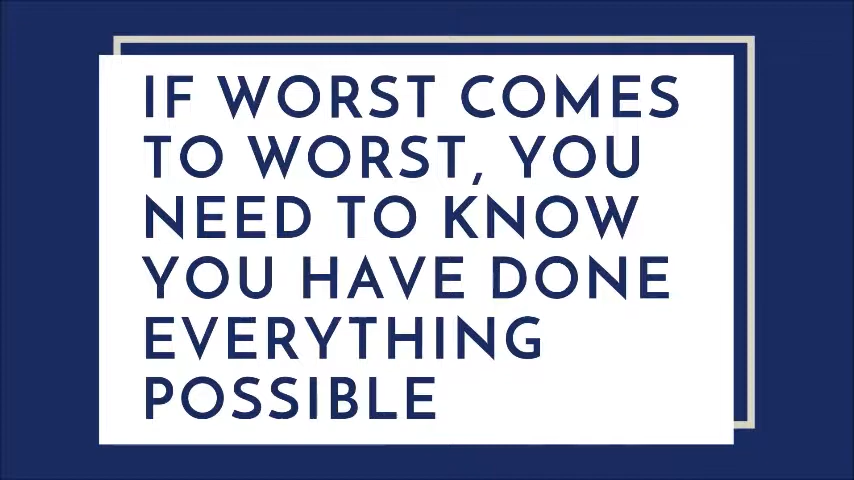 IF WORST COMES
TO WORST, YOU
NEED TO KNOW
YOU HAVE DONE
EVERYTHING
POSSIBLE